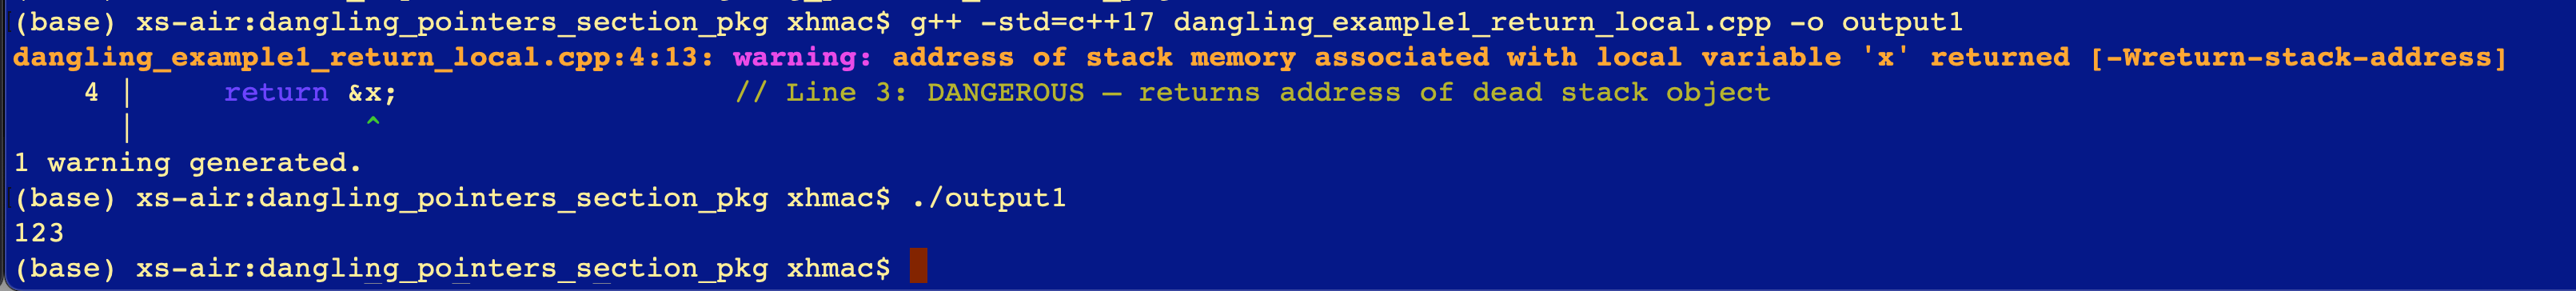 (base) xs-air:dangling_pointers_section_pkg xhmac$ g++ -std=c++17 dangling_example1_return_local.cpp -o output1
dangling_example1_return_local.cpp:4:13: warning: address of stack memory associated with local variable 'x' returned [-Wreturn-stack-address]
    4 |     return &x;                    // Line 3: DANGEROUS — returns address of dead stack object
      |             ^
1 warning generated.
(base) xs-air:dangling_pointers_section_pkg xhmac$ ./output1
123
(base) xs-air:dangling_pointers_section_pkg xhmac$